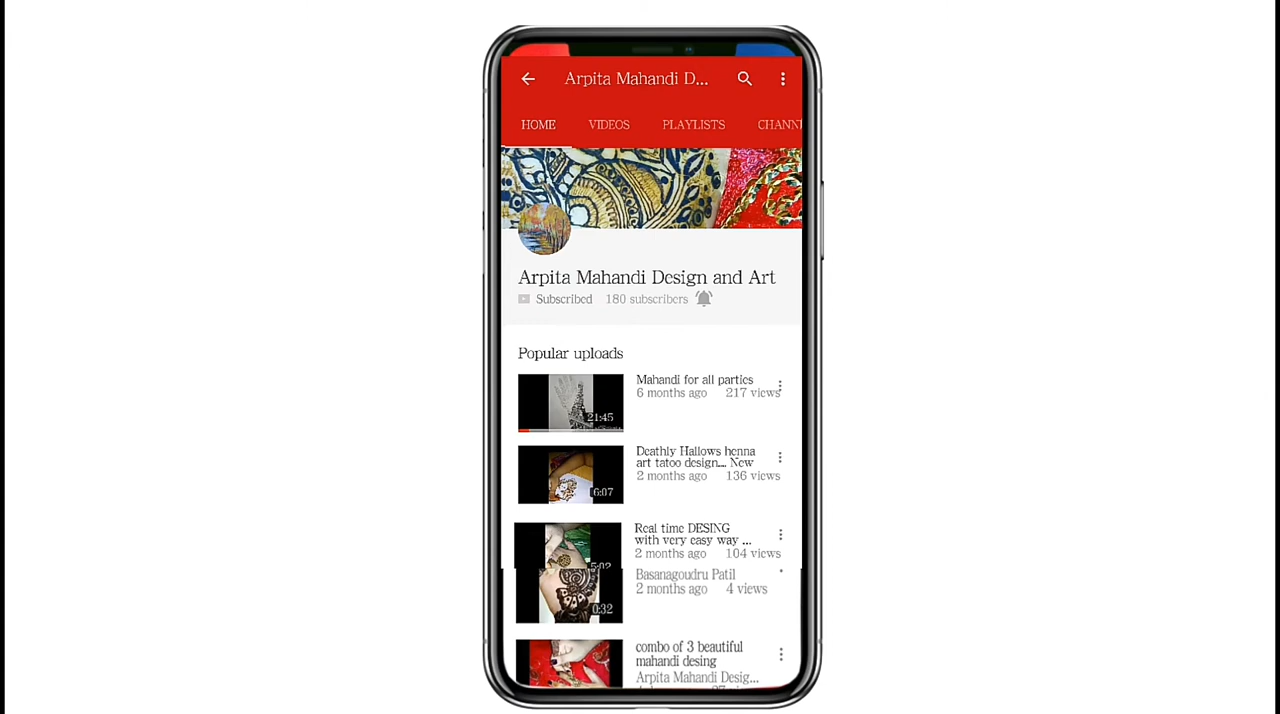 Arpita Mahandi D...
HOME VIDEOS PLAYLISTS CHANN
Arpita Mahandi Design and Art
Subscribed 180 subscribers
Popular uploads
Mahandi for all parties
6 months ago 217 views
21:45
Deathly Hallows henna
art tatoo design.... New
2 months ago 136 views
6:07
Real time DESING
with very easy way ...
2 months ago 104 views
5:02
Basanagoudru Patil
2 months ago 4 views
0:32
combo of 3 beautiful
mahandi desing
Arpita Mahandi Desig...